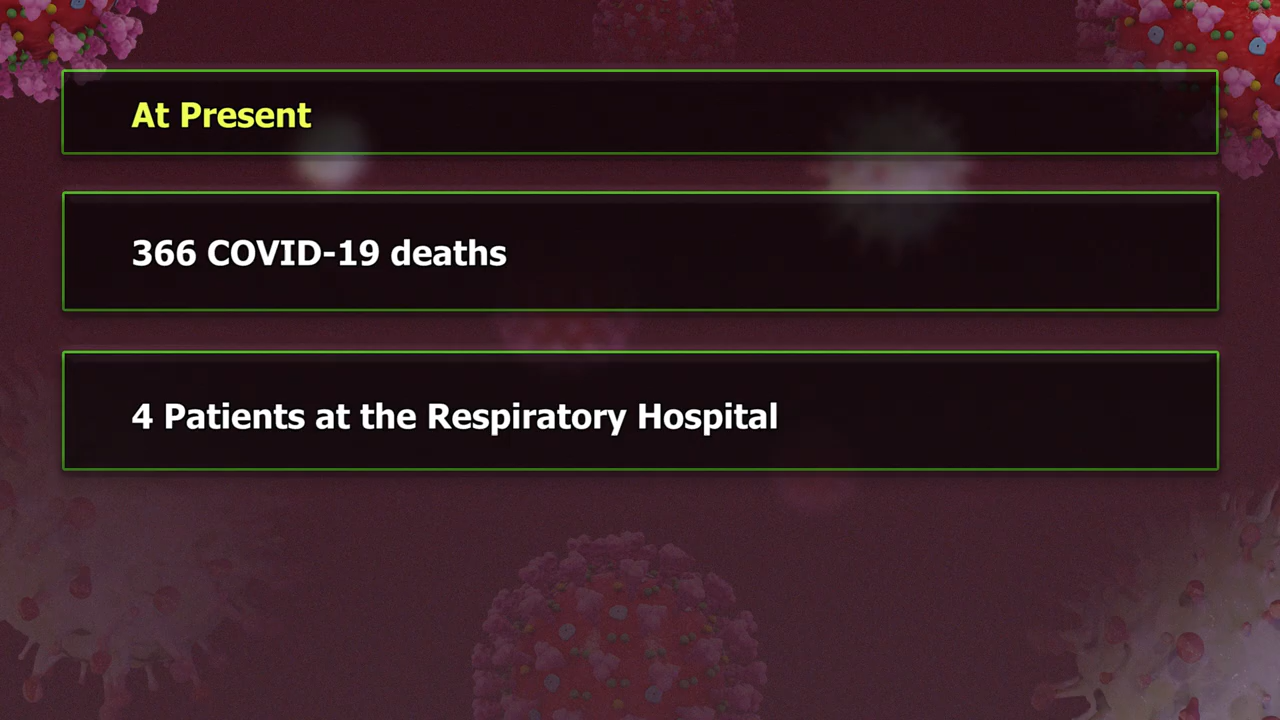 At Present
366 COVID-19 deaths
4 Patients at the Respiratory Hospital